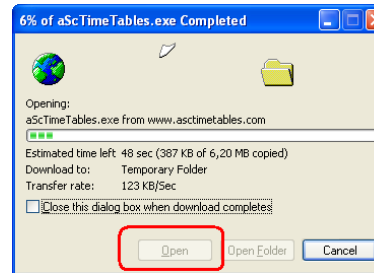 6% of aScTimeTables.exe Completed
Opening:
aScTimeTables.exe from www.asctimetables.com
Estimated time left 48 sec (387 KB of 6,20 MB copied)
Download to: Temporary Folder
Transfer rate: 123 KB/Sec
Close this dialog box when download completes
Open Open Folder Cancel